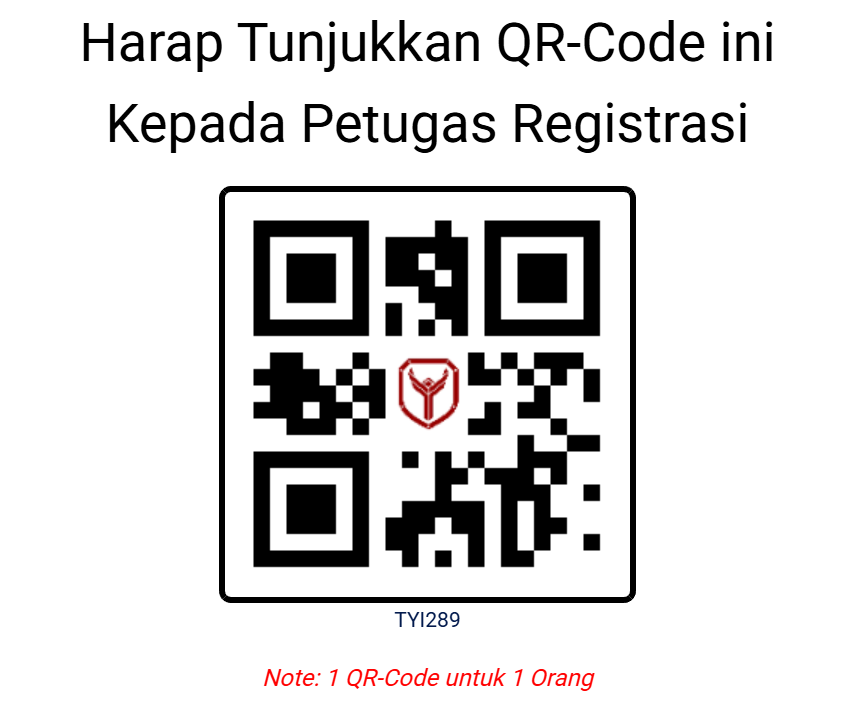 Harap Tunjukkan QR-Code ini
Kepada Petugas Registrasi
TYI289
Note: 1 QR-Code untuk 1 Orang